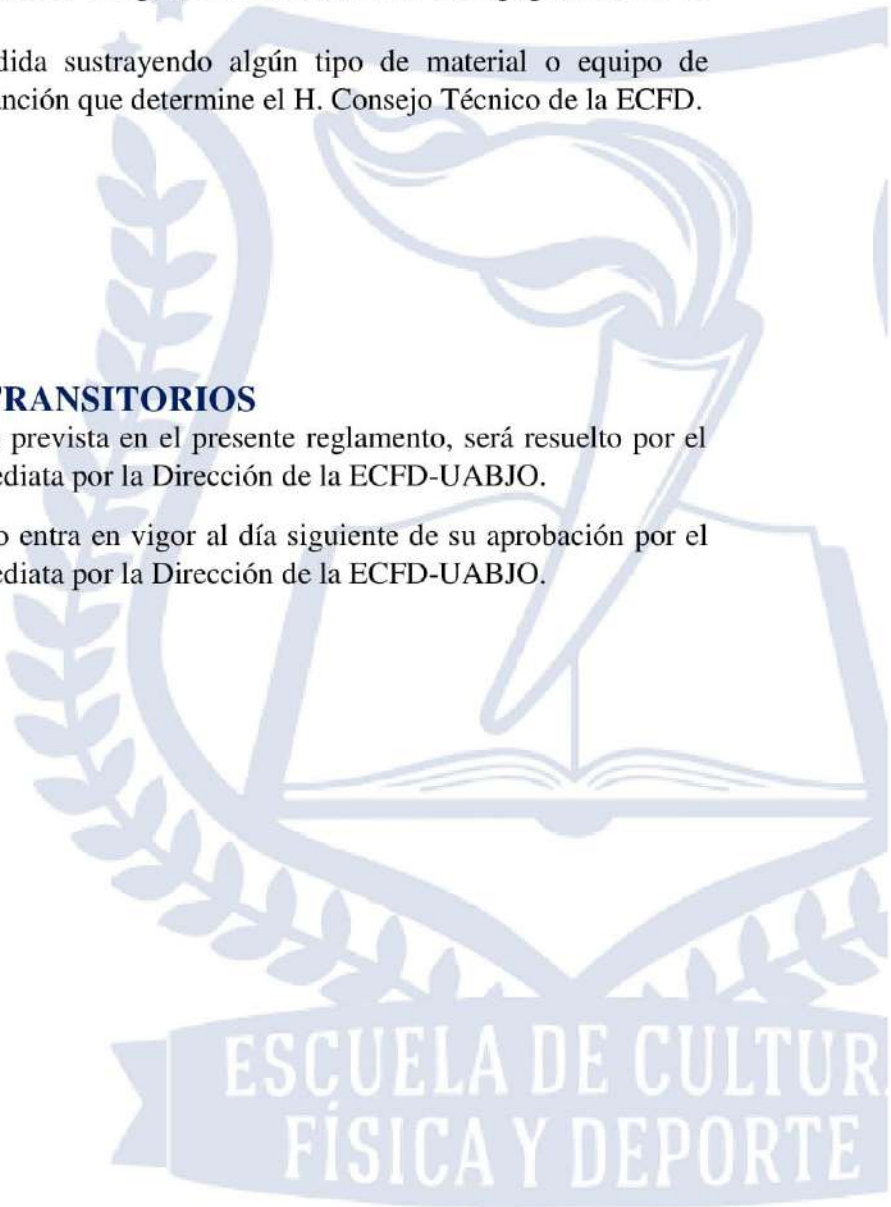 dida sustrayendo algún tipo de material o equipo de
nción que determine el H. Consejo Técnico de la ECFD.
TRANSITORIOS
prevista en el presente reglamento, será resuelto por el
ediata por la Dirección de la ECFD-UABJO.
o entra en vigor al día siguiente de su aprobación por el
ediata por la Dirección de la ECFD-UABJO.
ESCUELA DE CULTURA
FÍSICA Y DEPORTE